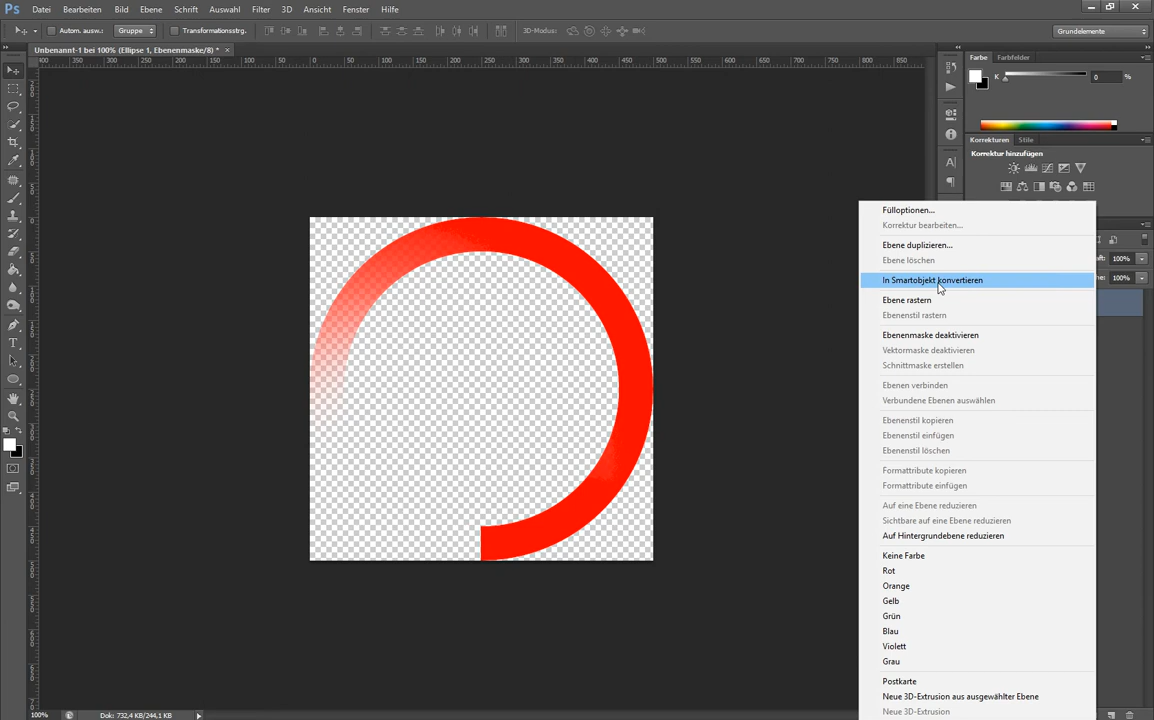 Ps Datei Bearbeiten Bild Ebene Schrift Auswahl Filter 3D Ansicht Fenster Hilfe
Autom. ausw.: Gruppe Transformationsstrg. 3D-Modus: Grundelemente
Unbenannt-1 bei 100% (Ellipse 1, Ebenenmaske/8) * ×
Farbe Farbfelder
K 0 %
Korrekturen Stile
Korrektur hinzufügen
Fülloptionen...
Korrektur bearbeiten...
Ebene duplizieren...
Ebene löschen
In Smartobjekt konvertieren
Ebene rastern
Ebenenstil rastern
Ebenenmaske deaktivieren
Vektormaske deaktivieren
Schnittmaske erstellen
Ebenen verbinden
Verbundene Ebenen auswählen
Ebenenstil kopieren
Ebenenstil einfügen
Ebenenstil löschen
Formattribute kopieren
Formattribute einfügen
Auf eine Ebene reduzieren
Sichtbare auf eine Ebene reduzieren
Auf Hintergrundebene reduzieren
Keine Farbe
Rot
Orange
Gelb
Grün
Blau
Violett
Grau
Postkarte
Neue 3D-Extrusion aus ausgewählter Ebene
Neue 3D-Extrusion
100%
100%
100% Dok: 732,4 KB/244,1 KB